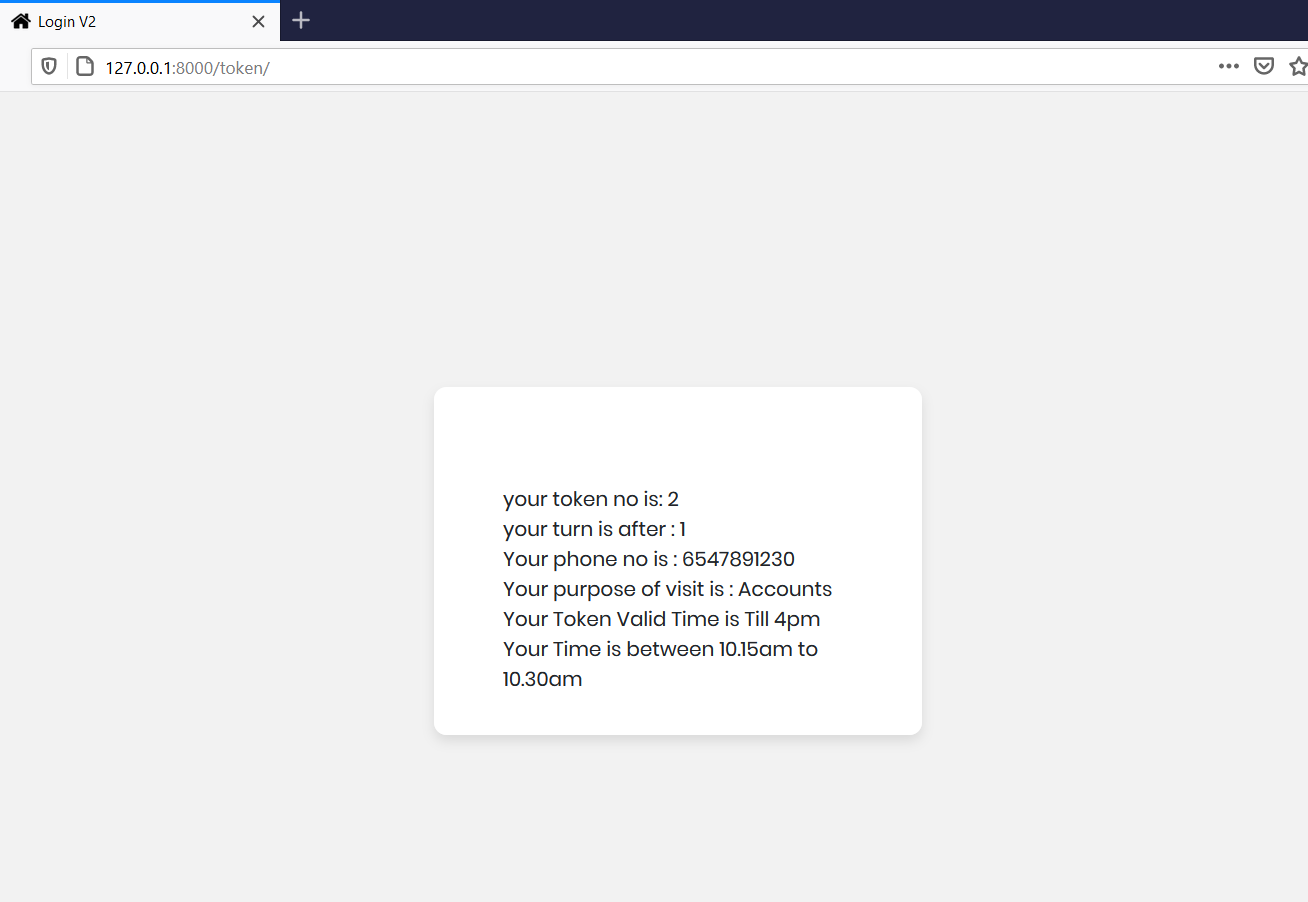 Login V2
127.0.0.1:8000/token/
your token no is: 2
your turn is after : 1
Your phone no is : 6547891230
Your purpose of visit is : Accounts
Your Token Valid Time is Till 4pm
Your Time is between 10.15am to
10.30am